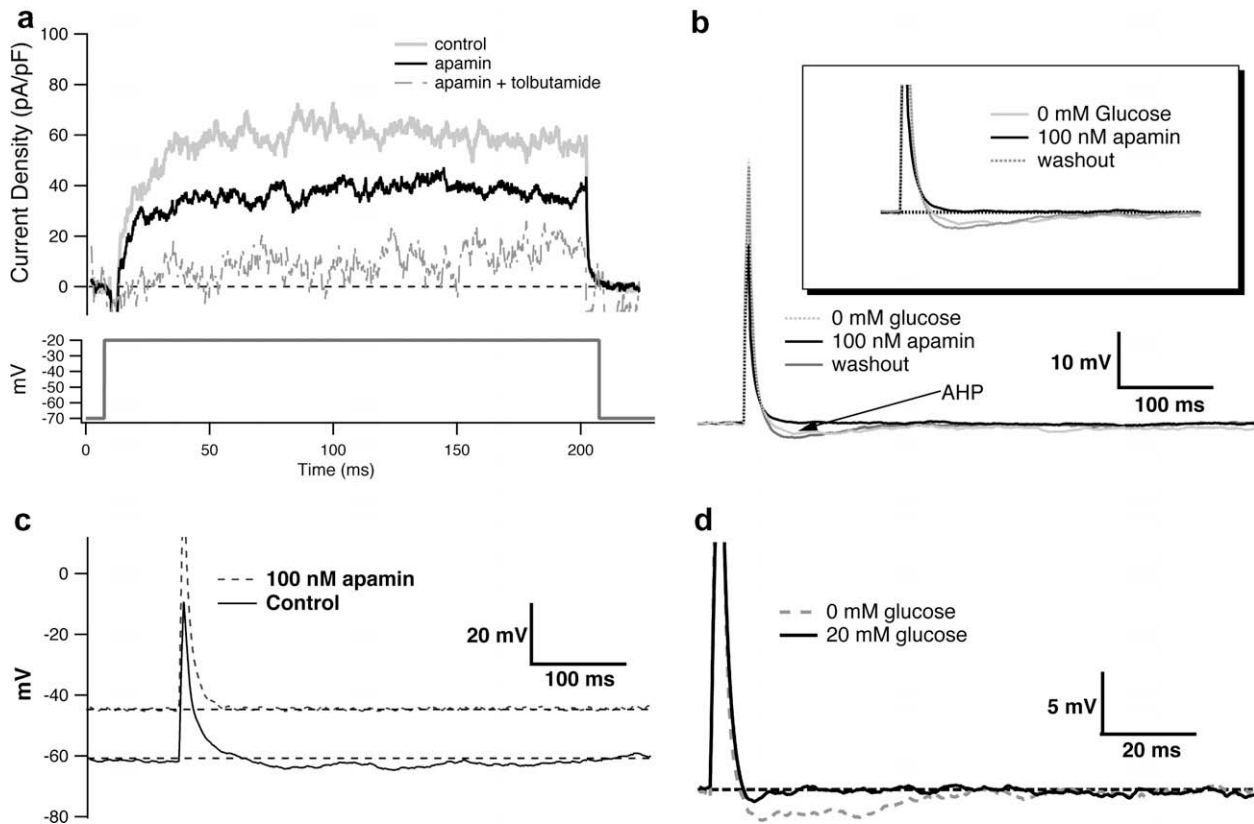 a
100
80
60
40
20
0
Current Density (pA/pF)
control
apamin
apamin + tolbutamide
-20
-30
-40
-50
-60
-70
mV
0
50
100
150
200
Time (ms)
b
0 mM Glucose
100 nM apamin
washout
0 mM glucose
100 nM apamin
washout
AHP
10 mV
100 ms
c
0
-20
-40
-60
-80
mV
100 nM apamin
Control
20 mV
100 ms
d
0 mM glucose
20 mM glucose
5 mV
20 ms